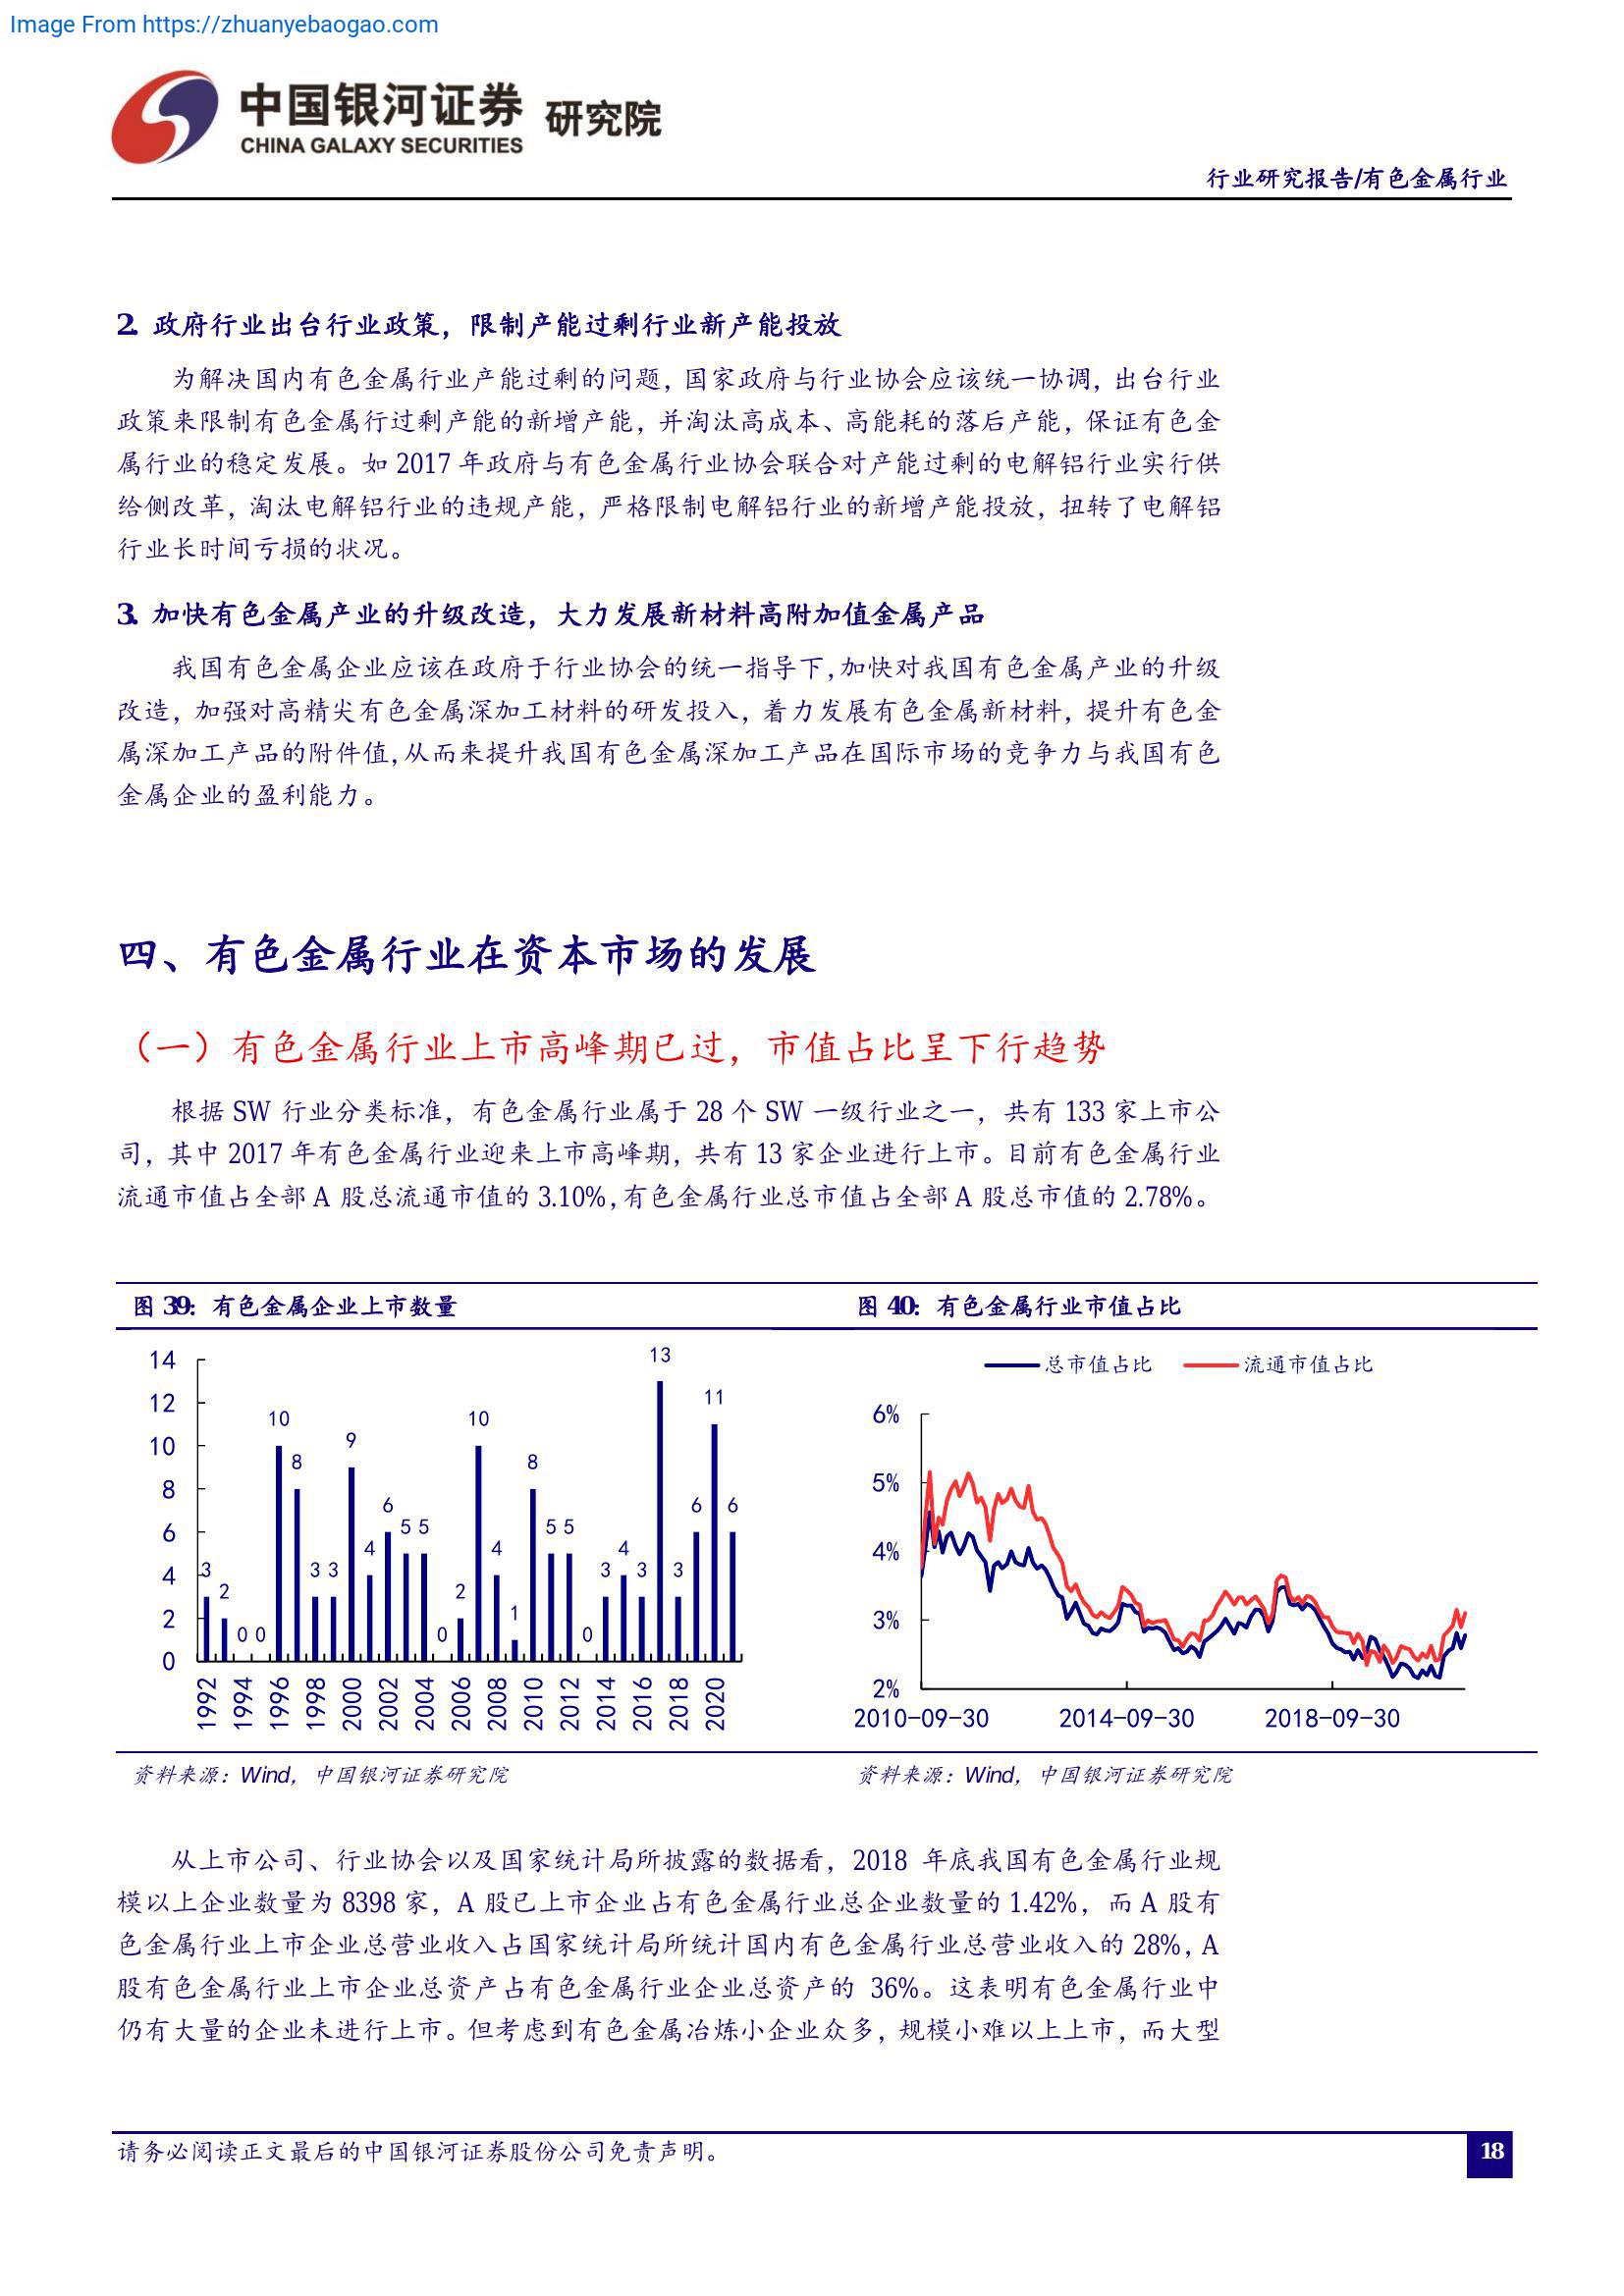 Image From https://zhuanyebaogao.com
中国银河证券 研究院
CHINA GALAXY SECURITIES
行业研究报告/有色金属行业
2. 政府行业出台行业政策，限制产能过剩行业新产能投放
为解决国内有色金属行业产能过剩的问题，国家政府与行业协会应该统一协调，出台行业
政策来限制有色金属行过剩产能的新增产能，并淘汰高成本、高能耗的落后产能，保证有色金
属行业的稳定发展。如 2017 年政府与有色金属行业协会联合对产能过剩的电解铝行业实行供
给侧改革，淘汰电解铝行业的违规产能，严格限制电解铝行业的新增产能投放，扭转了电解铝
行业长时间亏损的状况。
3. 加快有色金属产业的升级改造，大力发展新材料高附加值金属产品
我国有色金属企业应该在政府于行业协会的统一指导下，加快对我国有色金属产业的升级
改造，加强对高精尖有色金属深加工材料的研发投入，着力发展有色金属新材料，提升有色金
属深加工产品的附件值，从而来提升我国有色金属深加工产品在国际市场的竞争力与我国有色
金属企业的盈利能力。
四、有色金属行业在资本市场的发展
（一）有色金属行业上市高峰期已过，市值占比呈下行趋势
根据 SW 行业分类标准，有色金属行业属于 28 个 SW 一级行业之一，共有 133 家上市公
司，其中 2017 年有色金属行业迎来上市高峰期，共有 13 家企业进行上市。目前有色金属行业
流通市值占全部 A 股总流通市值的 3.10%，有色金属行业总市值占全部 A 股总市值的 2.78%。
图 39：有色金属企业上市数量
14
12
10
8
6
4
2
0
3 2 0 0 10 8 3 3 9 4 6 5 5 0 2 10 4 1 8 5 5 0 3 4 3 13 3 6 11 6
1992 1994 1996 1998 2000 2002 2004 2006 2008 2010 2012 2014 2016 2018 2020
资料来源：Wind，中国银河证券研究院
图 40：有色金属行业市值占比
总市值占比 流通市值占比
6%
5%
4%
3%
2%
2010-09-30 2014-09-30 2018-09-30
资料来源：Wind，中国银河证券研究院
从上市公司、行业协会以及国家统计局所披露的数据看，2018 年底我国有色金属行业规
模以上企业数量为 8398 家，A 股已上市企业占有色金属行业总企业数量的 1.42%，而 A 股有
色金属行业上市企业总营业收入占国家统计局所统计国内有色金属行业总营业收入的 28%，A
股有色金属行业上市企业总资产占有色金属行业企业总资产的 36%。这表明有色金属行业中
仍有大量的企业未进行上市。但考虑到有色金属冶炼小企业众多，规模小难以上上市，而大型
请务必阅读正文最后的中国银河证券股份公司免责声明。
18